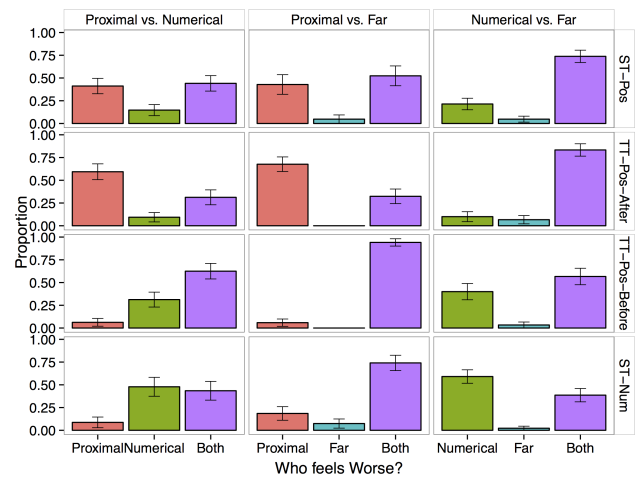 Proximal vs. Numerical
Proximal vs. Far
Numerical vs. Far
1.00
0.75
0.50
0.25
0.00
ST-Pos
1.00
0.75
0.50
0.25
0.00
TT-Pos-After
1.00
0.75
0.50
0.25
0.00
TT-Pos-Before
1.00
0.75
0.50
0.25
0.00
ST-Num
Proportion
Proximal Numerical Both
Proximal Far Both
Numerical Far Both
Who feels Worse?